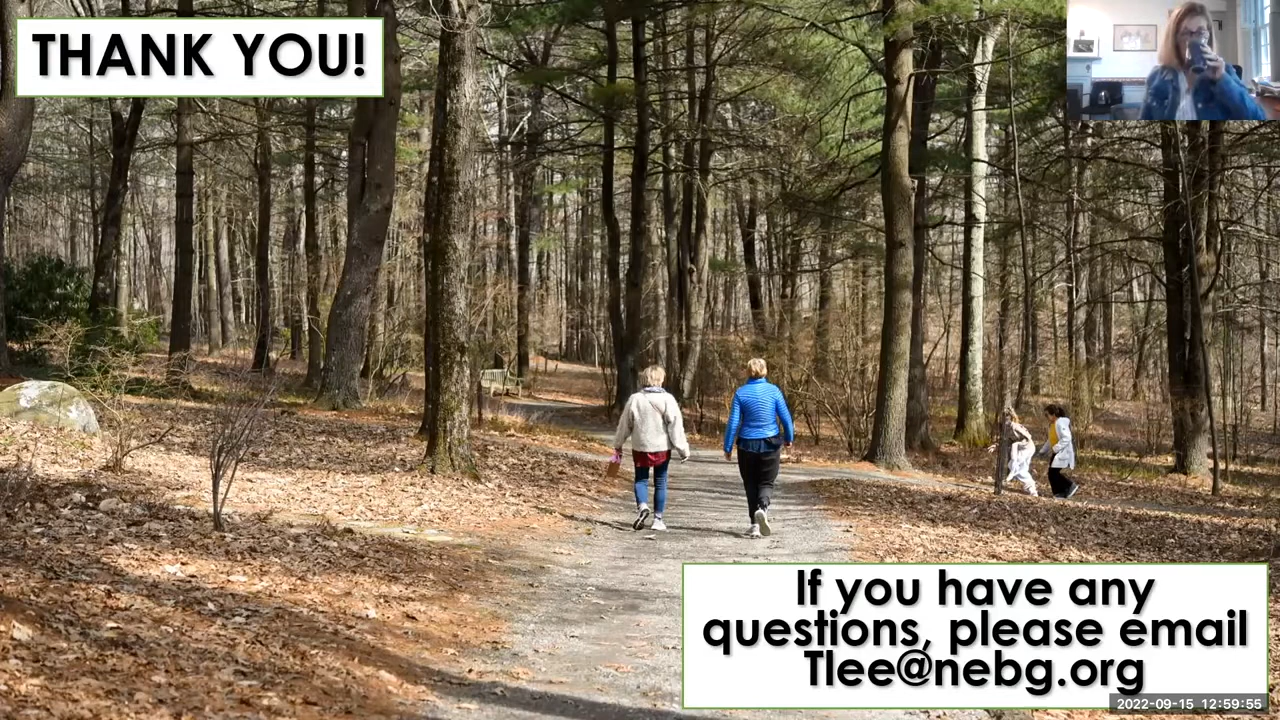 THANK YOU!
If you have any
questions, please email
Tlee@nebg.org
2022-09-15 12:59:55